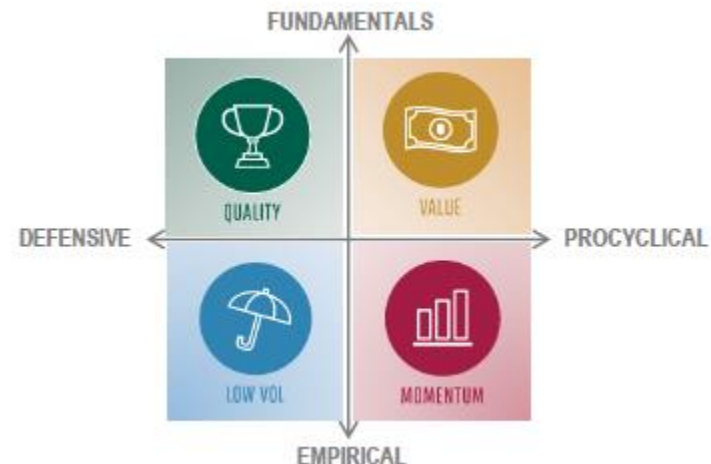 FUNDAMENTALS
QUALITY
VALUE
DEFENSIVE
PROCYCLICAL
LOW VOL
MOMENTUM
EMPIRICAL